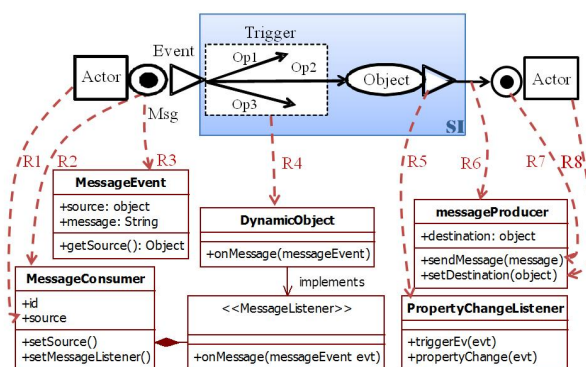 Trigger
Event
Op1
Op2
Op3
Actor
Object
Actor
Msg
SI
R1
R2
R3
R4
R5
R6
R7
R8
MessageEvent
+source: object
+message: String
+getSource(): Object
DynamicObject
+onMessage(messageEvent)
messageProducer
+destination: object
+sendMessage(message)
+setDestination(object)
implements
MessageConsumer
+id
+source
+setSource()
+setMessageListener()
<<MessageListener>>
+onMessage(messageEvent evt)
PropertyChangeListener
+triggerEv(evt)
+propertyChange(evt)